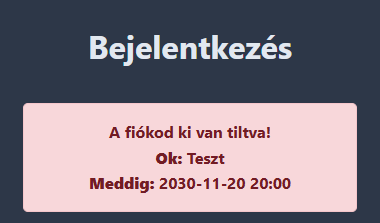 Bejelentkezés
A fiókod ki van tiltva!
Ok: Teszt
Meddig: 2030-11-20 20:00